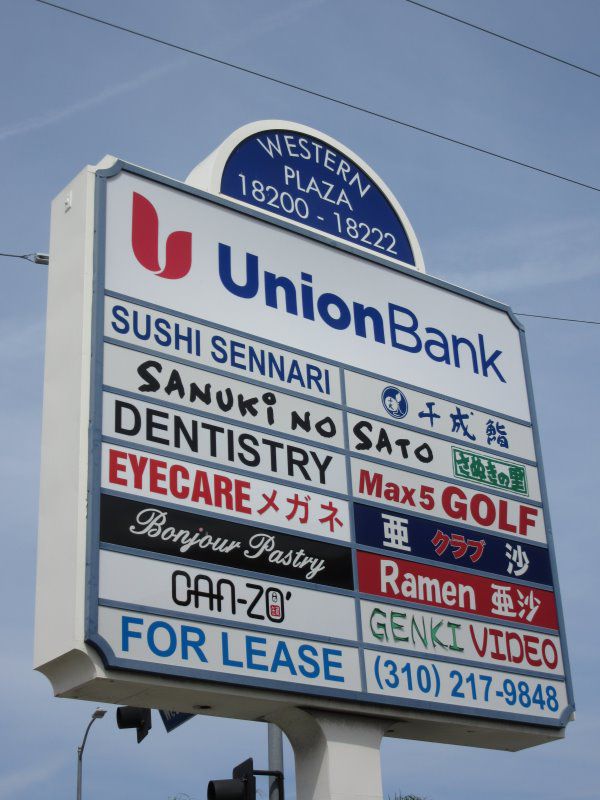 WESTERN
PLAZA
18200 - 18222
UnionBank
SUSHI SENNARI
千成鮨
SANUKI NO SATO
さぬきの里
DENTISTRY
Max5 GOLF
EYECARE メガネ
亜 クラブ 沙
Bonjour Pastry
Ramen 亜沙
CAN-ZO'
GENKI VIDEO
FOR LEASE
(310) 217-9848